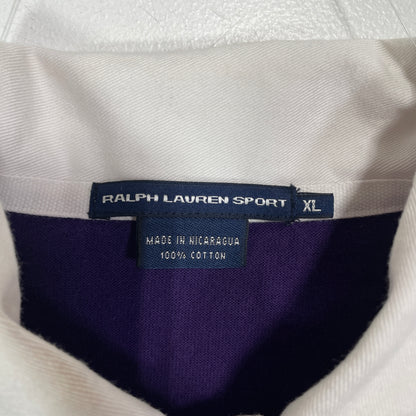 RALPH LAUREN SPORT XL
MADE IN NICARAGUA
100% COTTON